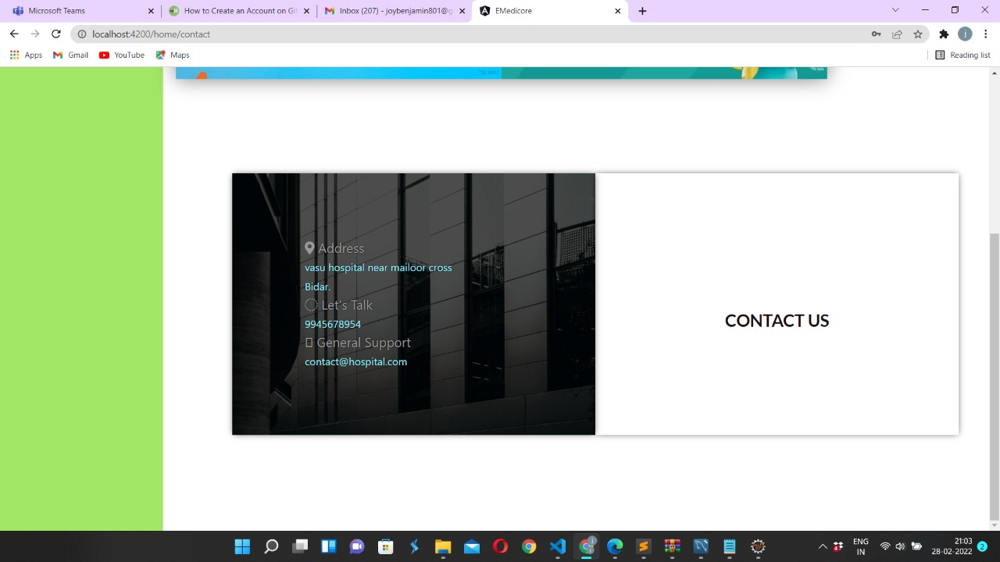 Microsoft Teams
How to Create an Account on Git
Inbox (207) - joybenjamin801@g
EMedicore
localhost:4200/home/contact
j
Apps
Gmail
YouTube
Maps
Reading list
Address
vasu hospital near mailoor cross
Bidar.
Let's Talk
9945678954
General Support
contact@hospital.com
CONTACT US
ENG
IN
21:03
28-02-2022
2